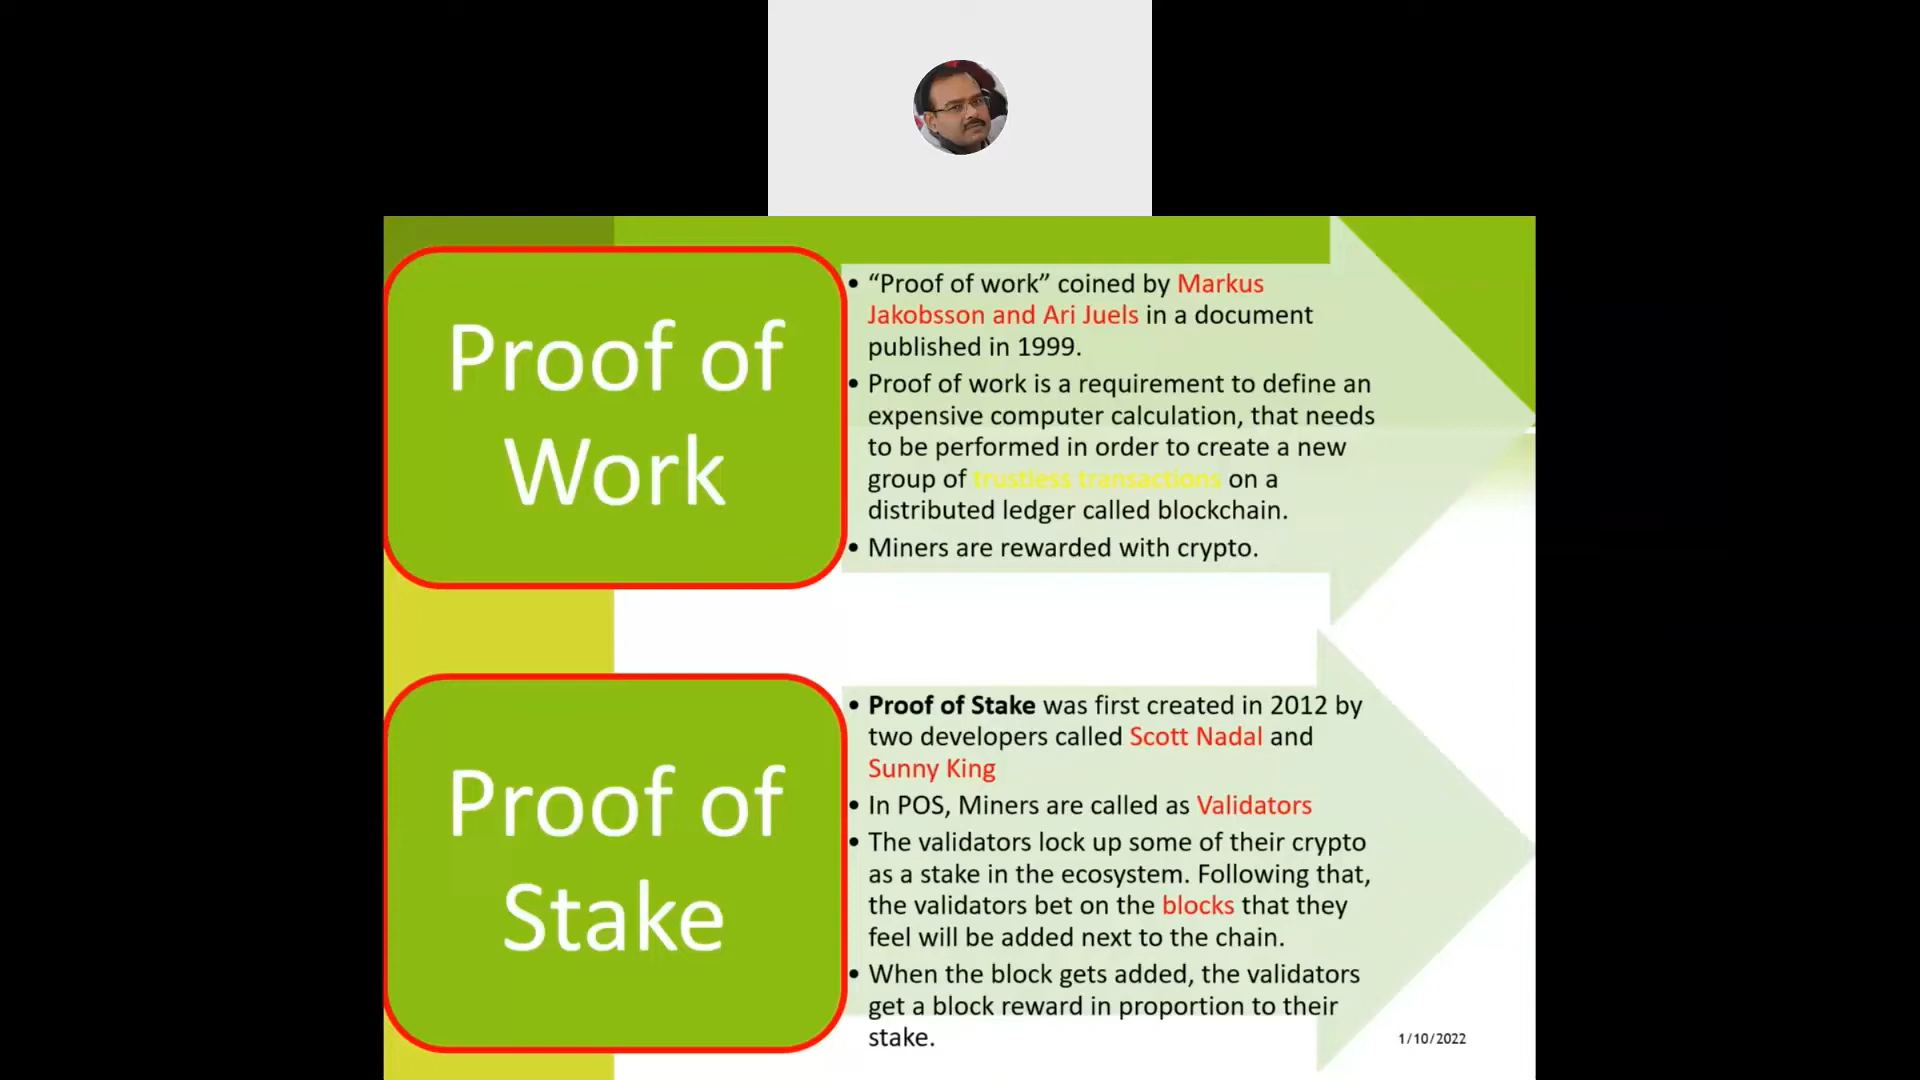 Proof of
Work
• “Proof of work” coined by Markus
Jakobsson and Ari Juels in a document
published in 1999.
• Proof of work is a requirement to define an
expensive computer calculation, that needs
to be performed in order to create a new
group of trustless transactions on a
distributed ledger called blockchain.
• Miners are rewarded with crypto.
Proof of
Stake
• Proof of Stake was first created in 2012 by
two developers called Scott Nadal and
Sunny King
• In POS, Miners are called as Validators
• The validators lock up some of their crypto
as a stake in the ecosystem. Following that,
the validators bet on the blocks that they
feel will be added next to the chain.
• When the block gets added, the validators
get a block reward in proportion to their
stake.
1/10/2022